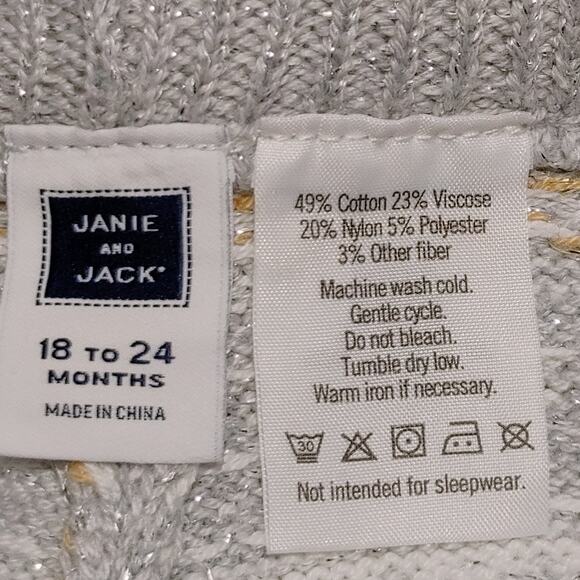 JANIE
AND
JACK®
18 TO 24
MONTHS
MADE IN CHINA
49% Cotton 23% Viscose
20% Nylon 5% Polyester
3% Other fiber
Machine wash cold.
Gentle cycle.
Do not bleach.
Tumble dry low.
Warm iron if necessary.
30
Not intended for sleepwear.